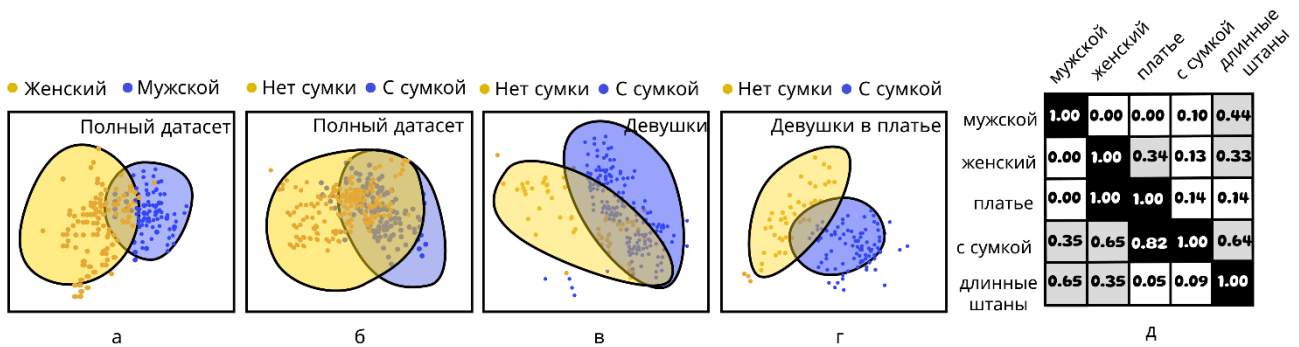 Женский Мужской
Полный датасет
а
Нет сумки С сумкой
Полный датасет
б
Нет сумки С сумкой
Девушки
в
Нет сумки С сумкой
Девушки в платье
г
мужской
женский
платье
с сумкой
длинные
штаны
мужской 1.00 0.00 0.00 0.10 0.44
женский 0.00 1.00 0.34 0.13 0.33
платье 0.00 1.00 1.00 0.14 0.14
с сумкой 0.35 0.65 0.82 1.00 0.64
длинные
штаны 0.65 0.35 0.05 0.09 1.00
д